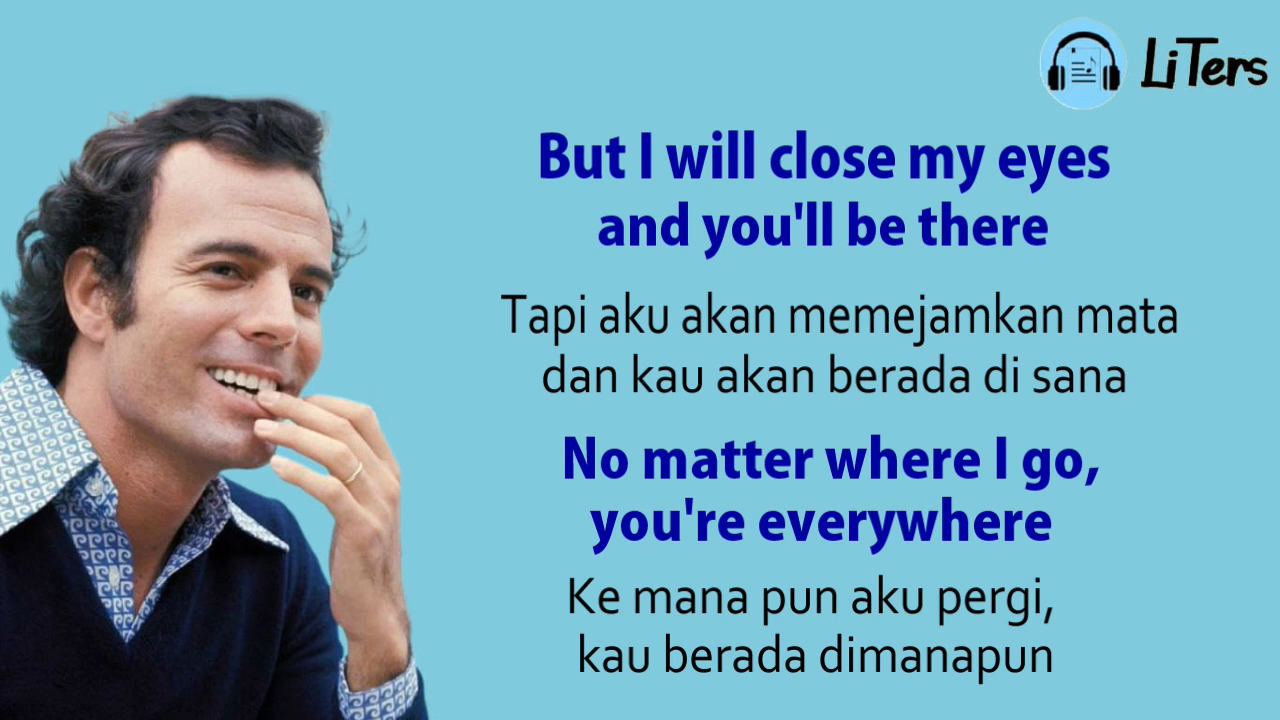 LiTers
But I will close my eyes
and you'll be there
Tapi aku akan memejamkan mata
dan kau akan berada di sana
No matter where I go,
you're everywhere
Ke mana pun aku pergi,
kau berada dimanapun